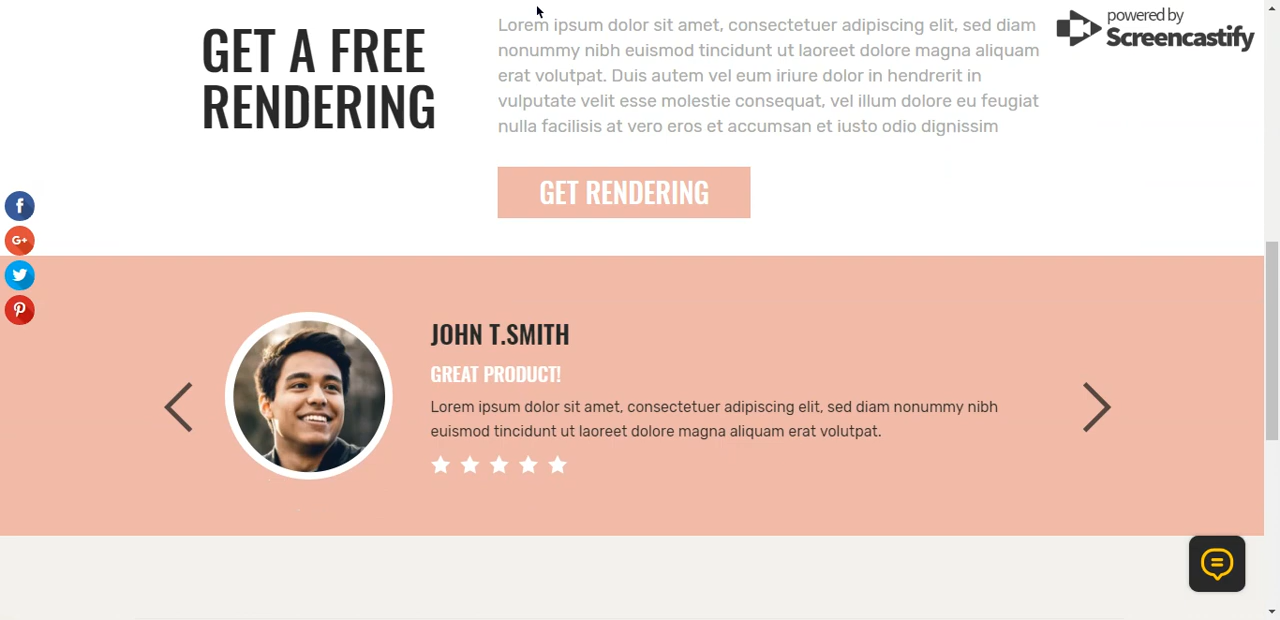 GET A FREE
RENDERING
Lorem ipsum dolor sit amet, consectetuer adipiscing elit, sed diam
nonummy nibh euismod tincidunt ut laoreet dolore magna aliquam
erat volutpat. Duis autem vel eum iriure dolor in hendrerit in
vulputate velit esse molestie consequat, vel illum dolore eu feugiat
nulla facilisis at vero eros et accumsan et iusto odio dignissim
powered by
Screencastify
GET RENDERING
f
G+
JOHN T.SMITH
GREAT PRODUCT!
Lorem ipsum dolor sit amet, consectetuer adipiscing elit, sed diam nonummy nibh
euismod tincidunt ut laoreet dolore magna aliquam erat volutpat.